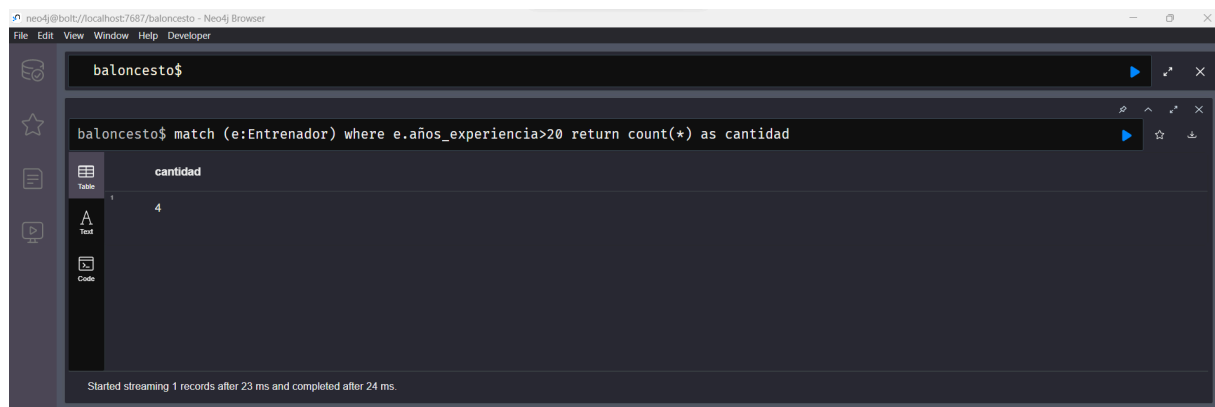 neo4j@bolt://localhost:7687/baloncesto - Neo4j Browser
File Edit View Window Help Developer
baloncesto$
baloncesto$ match (e:Entrenador) where e.años_experiencia>20 return count(*) as cantidad
Table
cantidad
1
4
A
Text
Code
Started streaming 1 records after 23 ms and completed after 24 ms.